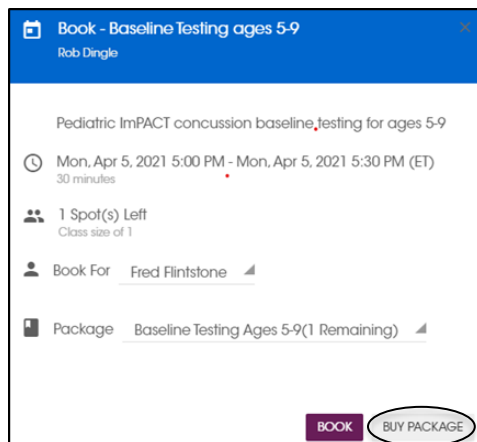 Book - Baseline Testing ages 5-9
Rob Dingle
Pediatric ImPACT concussion baseline testing for ages 5-9
Mon, Apr 5, 2021 5:00 PM - Mon, Apr 5, 2021 5:30 PM (ET)
30 minutes
1 Spot(s) Left
Class size of 1
Book For Fred Flintstone
Package Baseline Testing Ages 5-9(1 Remaining)
BOOK BUY PACKAGE